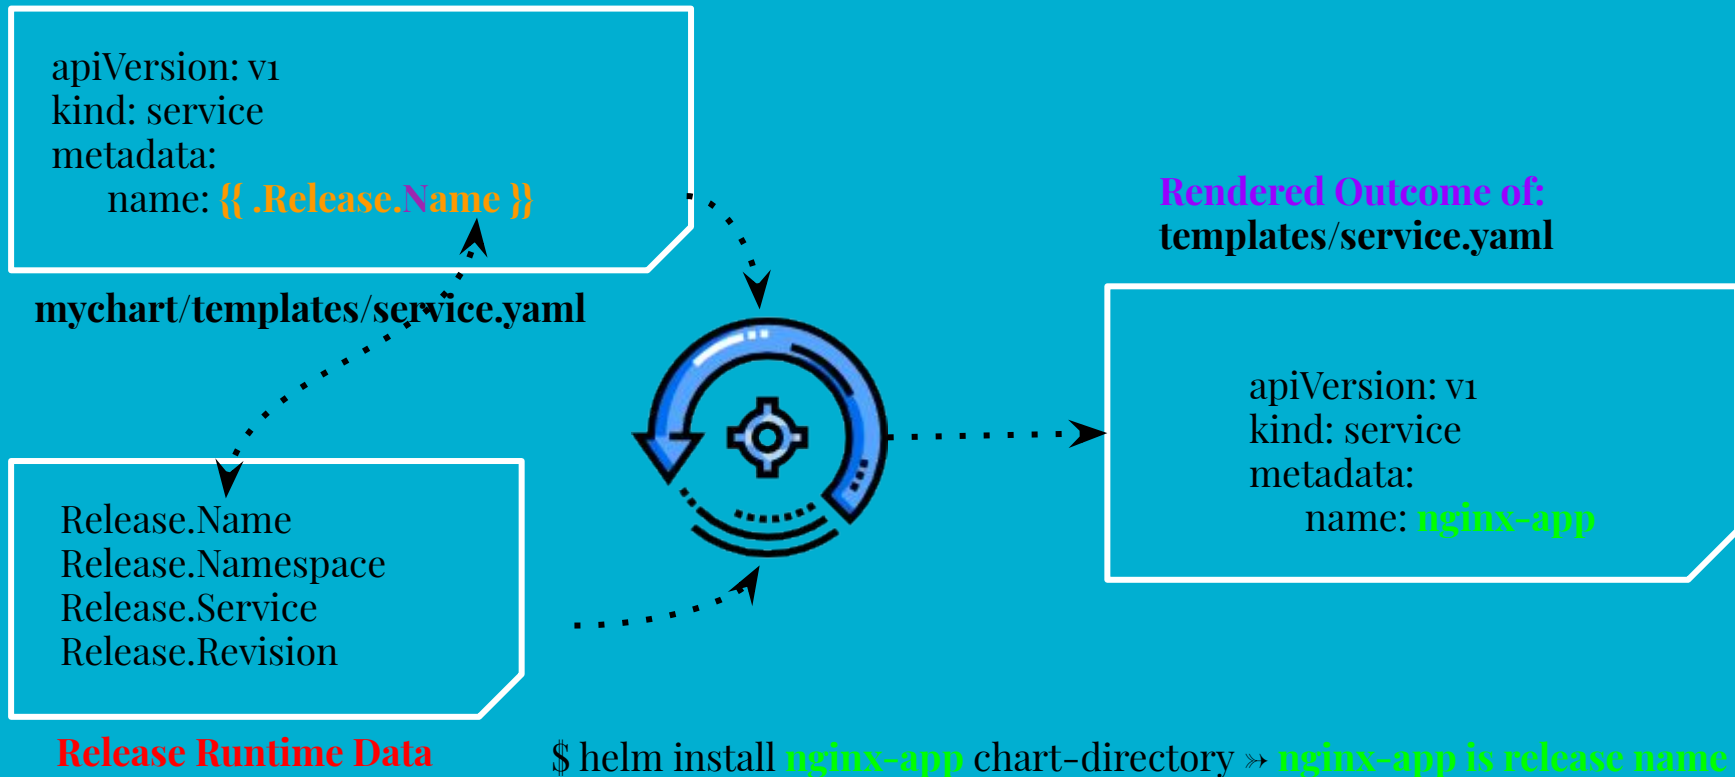 apiVersion: v1
kind: service
metadata:
name: {{ .Release.Name }}
mychart/templates/service.yaml
Release.Name
Release.Namespace
Release.Service
Release.Revision
Release Runtime Data
Rendered Outcome of:
templates/service.yaml
apiVersion: v1
kind: service
metadata:
name: nginx-app
$ helm install nginx-app chart-directory ⤖ nginx-app is release name